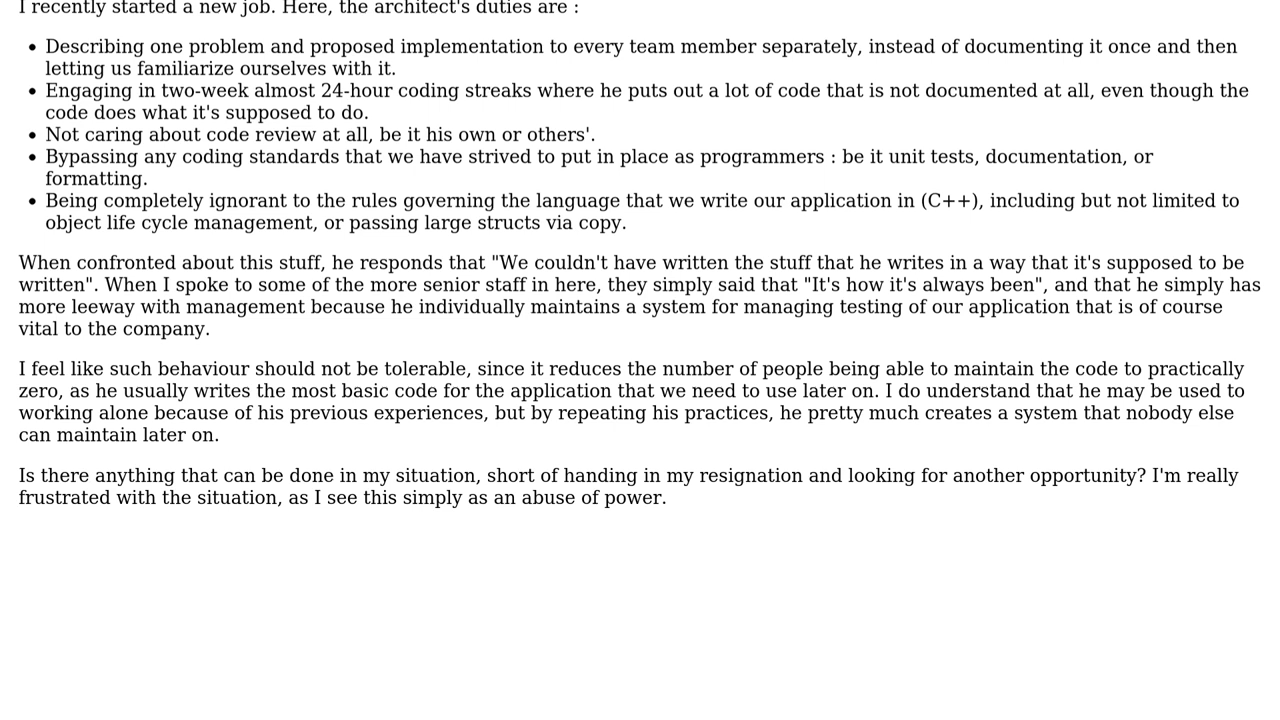 I recently started a new job. Here, the architect's duties are :
• Describing one problem and proposed implementation to every team member separately, instead of documenting it once and then
letting us familiarize ourselves with it.
• Engaging in two-week almost 24-hour coding streaks where he puts out a lot of code that is not documented at all, even though the
code does what it's supposed to do.
• Not caring about code review at all, be it his own or others'.
• Bypassing any coding standards that we have strived to put in place as programmers : be it unit tests, documentation, or
formatting.
• Being completely ignorant to the rules governing the language that we write our application in (C++), including but not limited to
object life cycle management, or passing large structs via copy.
When confronted about this stuff, he responds that "We couldn't have written the stuff that he writes in a way that it's supposed to be
written". When I spoke to some of the more senior staff in here, they simply said that "It's how it's always been", and that he simply has
more leeway with management because he individually maintains a system for managing testing of our application that is of course
vital to the company.
I feel like such behaviour should not be tolerable, since it reduces the number of people being able to maintain the code to practically
zero, as he usually writes the most basic code for the application that we need to use later on. I do understand that he may be used to
working alone because of his previous experiences, but by repeating his practices, he pretty much creates a system that nobody else
can maintain later on.
Is there anything that can be done in my situation, short of handing in my resignation and looking for another opportunity? I'm really
frustrated with the situation, as I see this simply as an abuse of power.